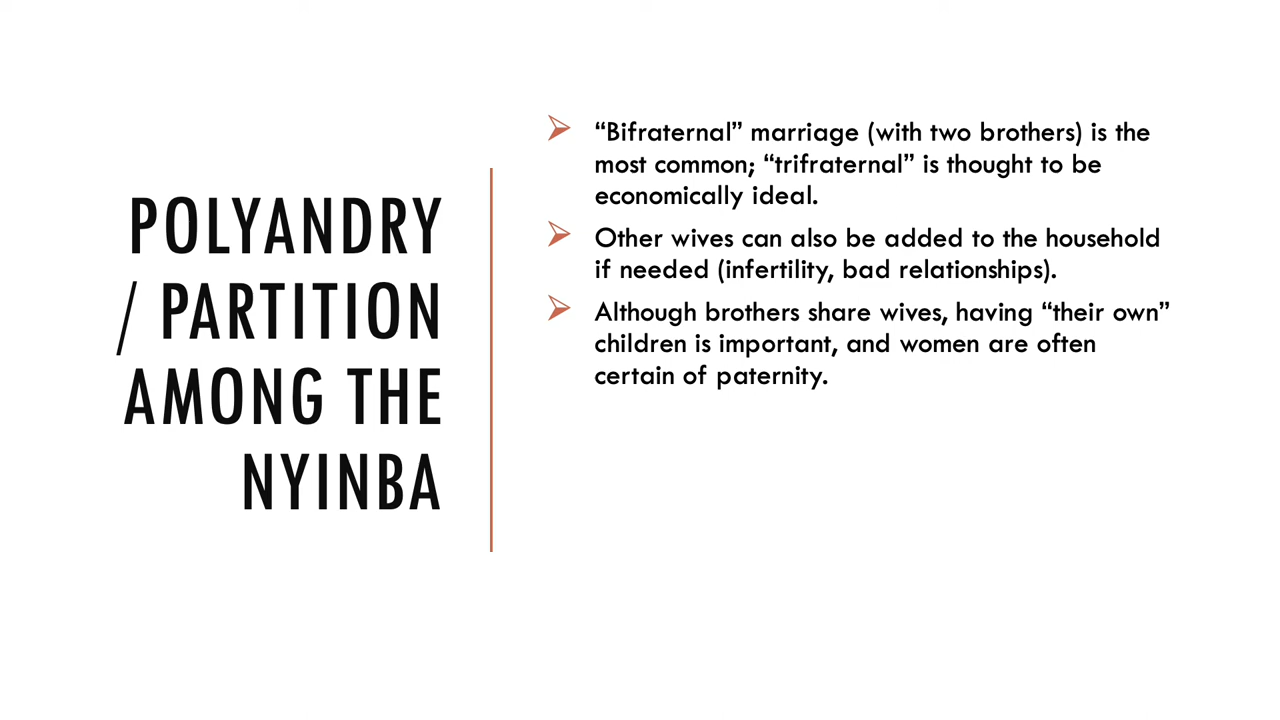 POLYANDRY
/ PARTITION
AMONG THE
NYINBA
“Bifraternal” marriage (with two brothers) is the
most common; “trifraternal” is thought to be
economically ideal.
Other wives can also be added to the household
if needed (infertility, bad relationships).
Although brothers share wives, having “their own”
children is important, and women are often
certain of paternity.